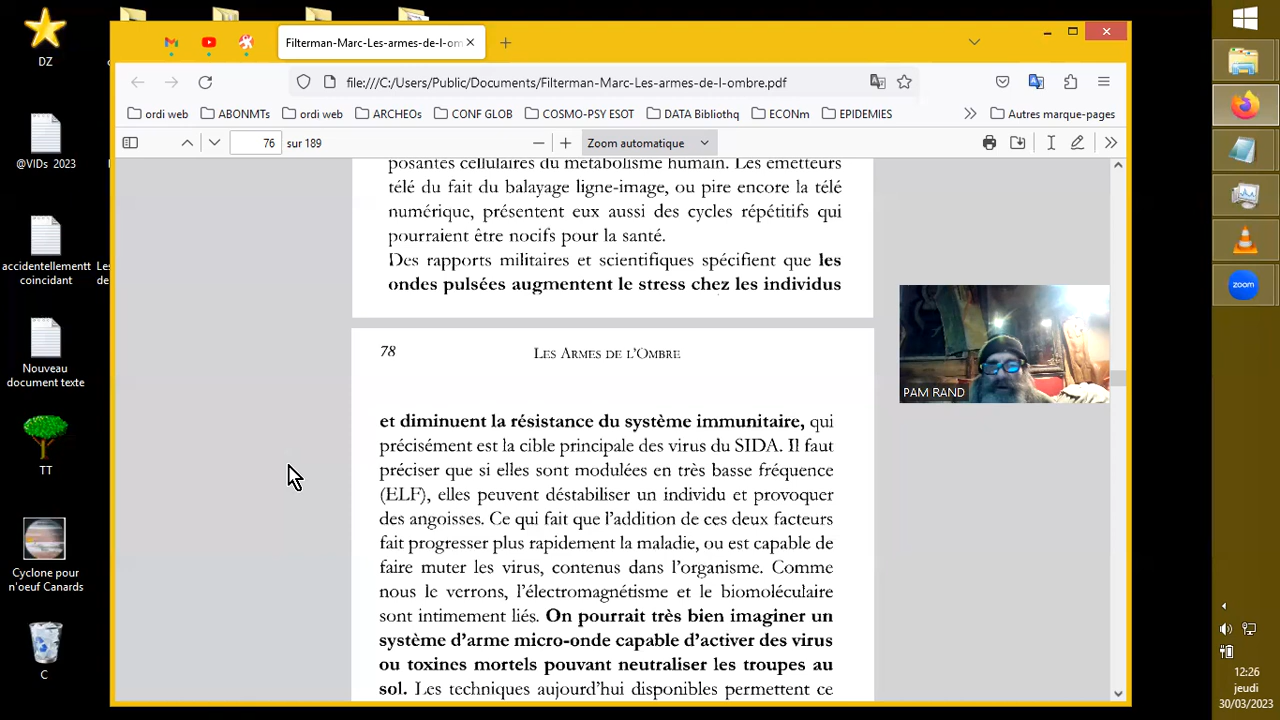 DZ
@VIDs 2023
accidentellementt
coincidant
Nouveau
document texte
TT
Cyclone pour
n'oeuf Canards
C
Filterman-Marc-Les-armes-de-l-om
file:///C:/Users/Public/Documents/Filterman-Marc-Les-armes-de-l-ombre.pdf
ordi web
ABONMTs
ordi web
ARCHEOs
CONF GLOB
COSMO-PSY ESOT
DATA Bibliothq
ECONm
EPIDEMIES
Autres marque-pages
76 sur 189
Zoom automatique
posantes cellulaires du métabolisme humain. Les émetteurs
télé du fait du balayage ligne-image, ou pire encore la télé
numérique, présentent eux aussi des cycles répétitifs qui
pourraient être nocifs pour la santé.
Des rapports militaires et scientifiques spécifient que les
ondes pulsées augmentent le stress chez les individus
78 Les Armes de l'Ombre
et diminuent la résistance du système immunitaire, qui
précisément est la cible principale des virus du SIDA. Il faut
préciser que si elles sont modulées en très basse fréquence
(ELF), elles peuvent déstabiliser un individu et provoquer
des angoisses. Ce qui fait que l'addition de ces deux facteurs
fait progresser plus rapidement la maladie, ou est capable de
faire muter les virus, contenus dans l'organisme. Comme
nous le verrons, l'électromagnétisme et le biomoléculaire
sont intimement liés. On pourrait très bien imaginer un
système d'arme micro-onde capable d'activer des virus
ou toxines mortels pouvant neutraliser les troupes au
sol. Les techniques aujourd'hui disponibles permettent ce
PAM RAND
zoom
12:26
jeudi
30/03/2023